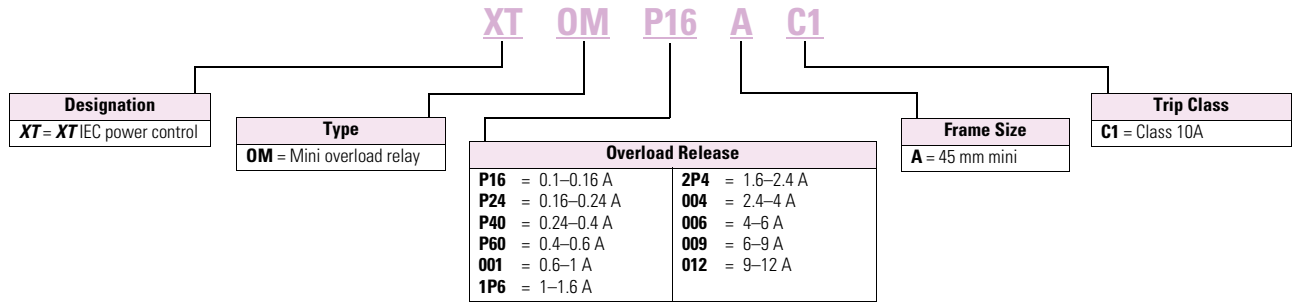 XT OM P16 A C1
Designation
XT = XT IEC power control
Type
OM = Mini overload relay
Overload Release
P16 = 0.1–0.16 A
P24 = 0.16–0.24 A
P40 = 0.24–0.4 A
P60 = 0.4–0.6 A
001 = 0.6–1 A
1P6 = 1–1.6 A
2P4 = 1.6–2.4 A
004 = 2.4–4 A
006 = 4–6 A
009 = 6–9 A
012 = 9–12 A
Frame Size
A = 45 mm mini
Trip Class
C1 = Class 10A